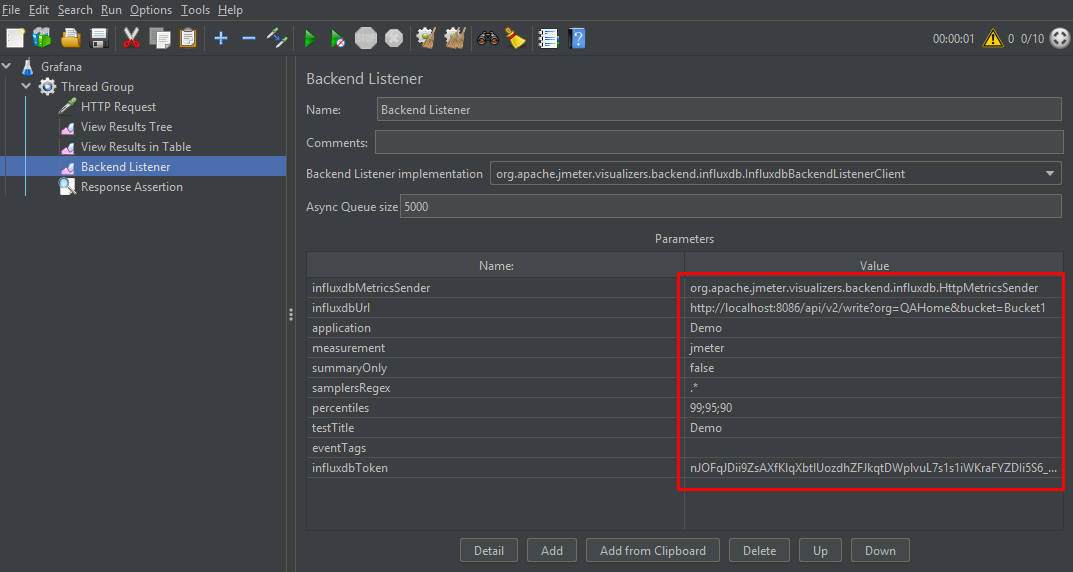 File Edit Search Run Options Tools Help
STOP 00:00:01 0 0/10
Grafana
Thread Group
HTTP Request
View Results Tree
View Results in Table
Backend Listener
Response Assertion
Backend Listener
Name: Backend Listener
Comments:
Backend Listener implementation org.apache.jmeter.visualizers.backend.influxdb.InfluxdbBackendListenerClient
Async Queue size 5000
Parameters
Name: Value
influxdbMetricsSender org.apache.jmeter.visualizers.backend.influxdb.HttpMetricsSender
influxdbUrl http://localhost:8086/api/v2/write?org=QAHome&bucket=Bucket1
application Demo
measurement jmeter
summaryOnly false
samplersRegex .*
percentiles 99;95;90
testTitle Demo
eventTags
influxdbToken
Detail Add Add from Clipboard Delete Up Down